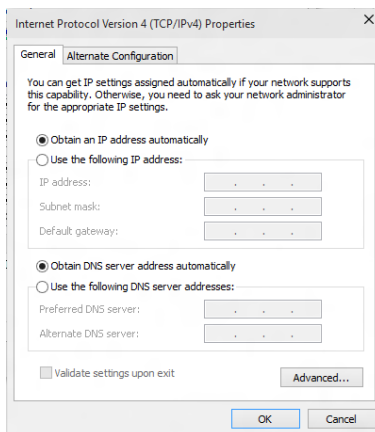 Internet Protocol Version 4 (TCP/IPv4) Properties
General
Alternate Configuration
You can get IP settings assigned automatically if your network supports
this capability. Otherwise, you need to ask your network administrator
for the appropriate IP settings.
Obtain an IP address automatically
Use the following IP address:
IP address:
Subnet mask:
Default gateway:
Obtain DNS server address automatically
Use the following DNS server addresses:
Preferred DNS server:
Alternate DNS server:
Validate settings upon exit
Advanced...
OK
Cancel